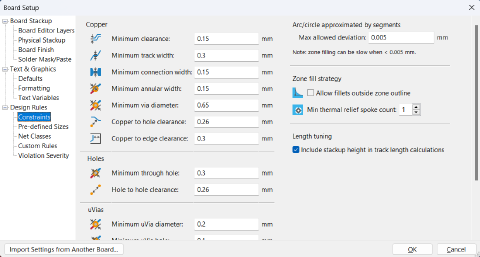 Board Setup
Board Stackup
Board Editor Layers
Physical Stackup
Board Finish
Solder Mask/Paste
Text & Graphics
Defaults
Formatting
Text Variables
Design Rules
Constraints
Pre-defined Sizes
Net Classes
Custom Rules
Violation Severity
Copper
Minimum clearance: 0.15 mm
Minimum track width: 0.3 mm
Minimum connection width: 0.15 mm
Minimum annular width: 0.15 mm
Minimum via diameter: 0.65 mm
Copper to hole clearance: 0.26 mm
Copper to edge clearance: 0.3 mm
Holes
Minimum through hole: 0.3 mm
Hole to hole clearance: 0.26 mm
uVias
Minimum uVia diameter: 0.2 mm
Arc/circle approximated by segments
Max allowed deviation: 0.005 mm
Note: zone filling can be slow when < 0.005 mm.
Zone fill strategy
Allow fillets outside zone outline
Min thermal relief spoke count: 1
Length tuning
Include stackup height in track length calculations
Import Settings from Another Board...
OK
Cancel